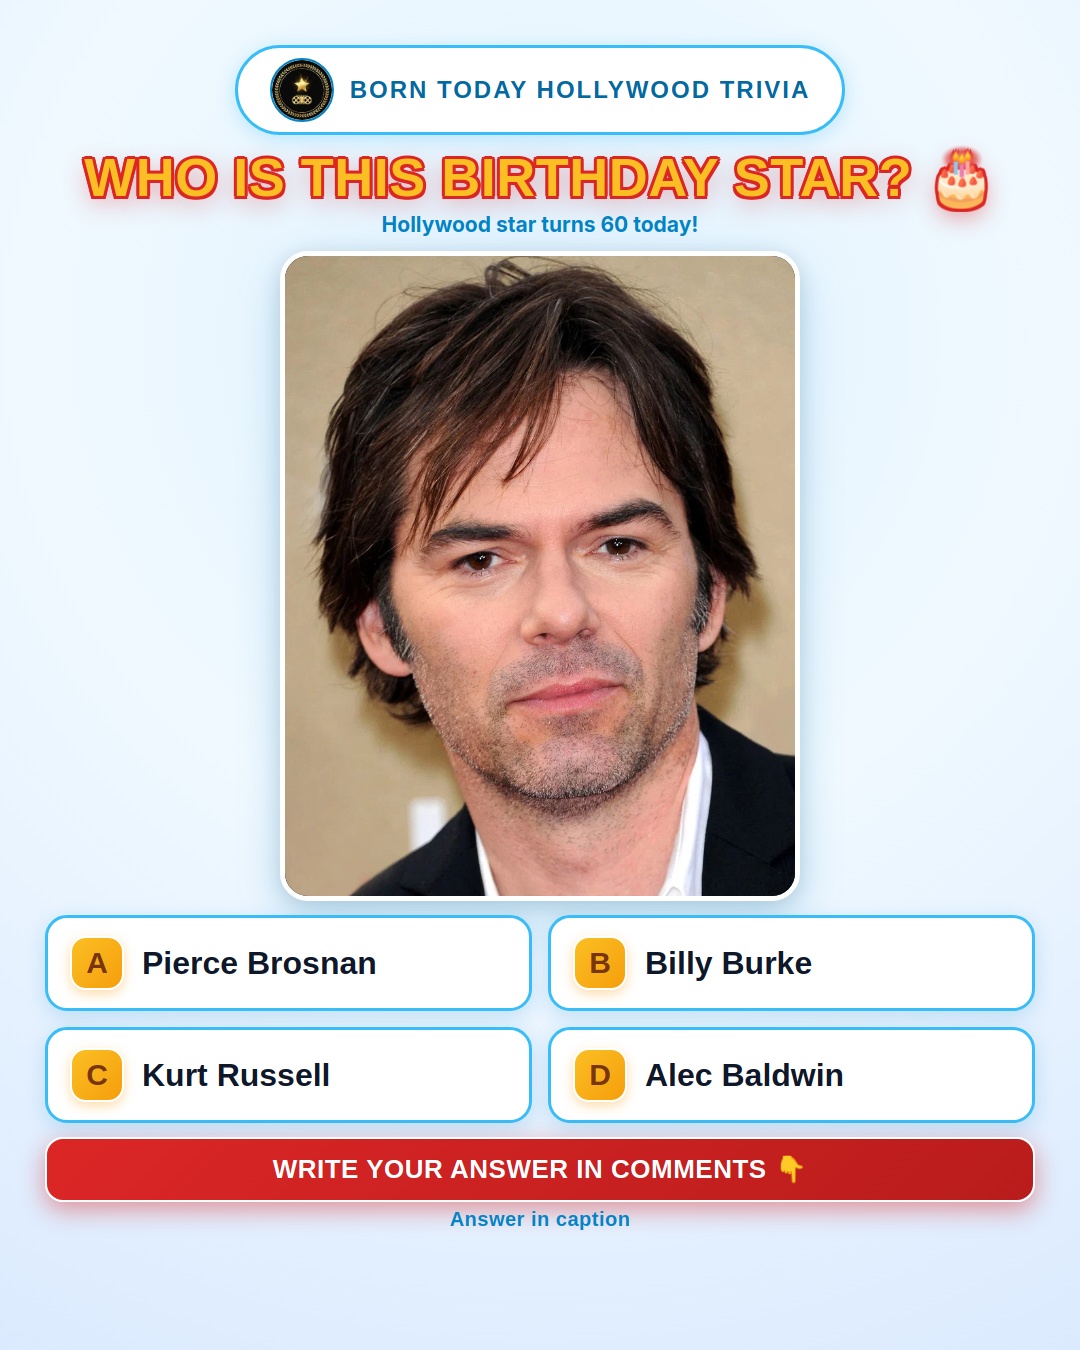 BORN TODAY HOLLYWOOD TRIVIA
WHO IS THIS BIRTHDAY STAR? 🎂
Hollywood star turns 60 today!
A Pierce Brosnan
B Billy Burke
C Kurt Russell
D Alec Baldwin
WRITE YOUR ANSWER IN COMMENTS 👇
Answer in caption